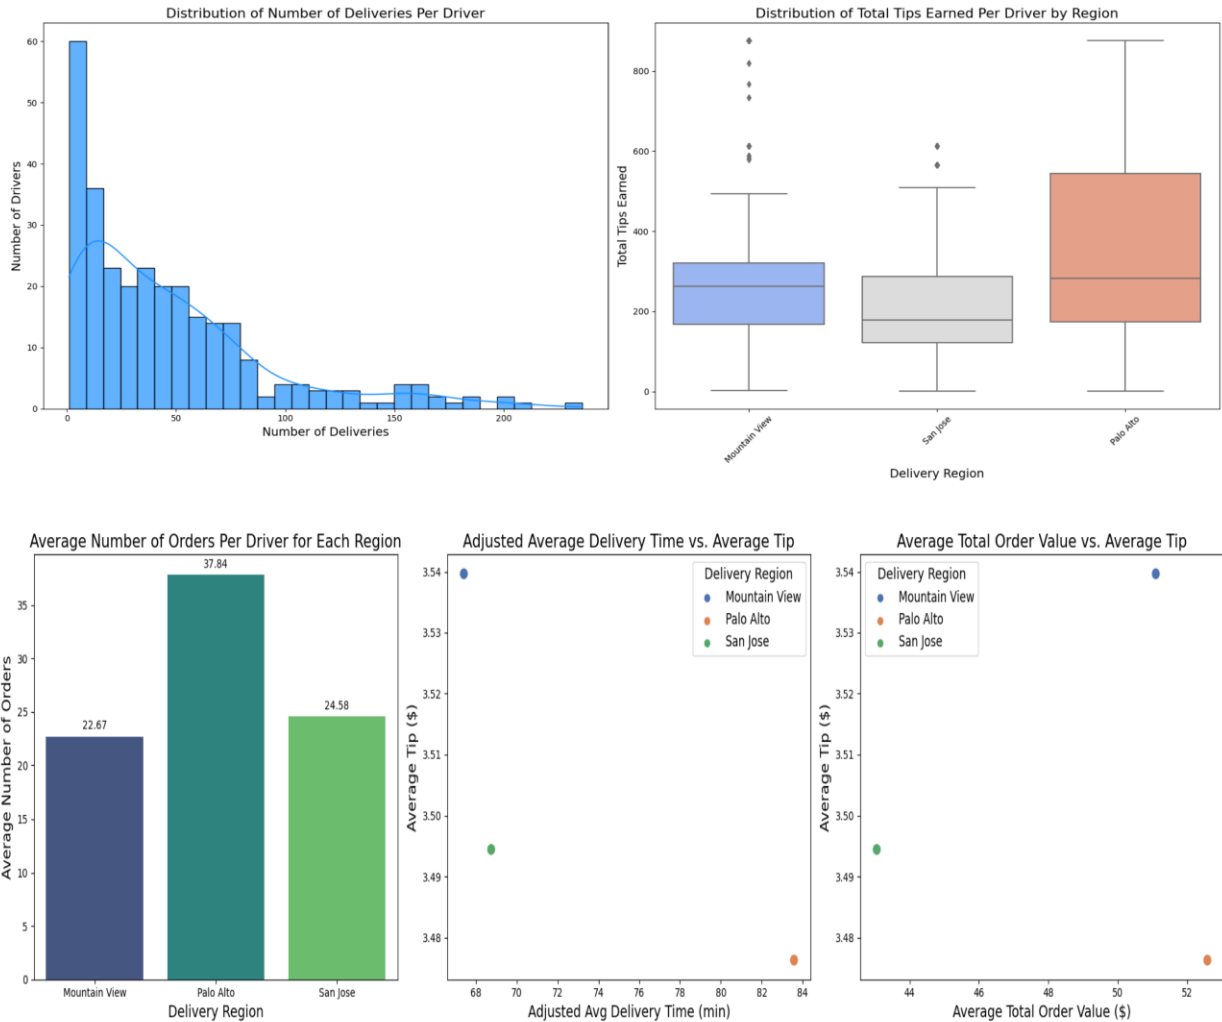 Distribution of Number of Deliveries Per Driver
60
50
40
30
20
10
0
Number of Drivers
0 50 100 150 200
Number of Deliveries
Distribution of Total Tips Earned Per Driver by Region
800
600
400
200
0
Total Tips Earned
Mountain View
San Jose
Palo Alto
Delivery Region
Average Number of Orders Per Driver for Each Region
35
30
25
20
15
10
5
0
Average Number of Orders
22.67
37.84
24.58
Mountain View Palo Alto San Jose
Delivery Region
Adjusted Average Delivery Time vs. Average Tip
3.54
3.53
3.52
3.51
3.50
3.49
3.48
Average Tip ($)
Delivery Region
Mountain View
Palo Alto
San Jose
68 70 72 74 76 78 80 82 84
Adjusted Avg Delivery Time (min)
Average Total Order Value vs. Average Tip
3.54
3.53
3.52
3.51
3.50
3.49
3.48
Average Tip ($)
Delivery Region
Mountain View
Palo Alto
San Jose
44 46 48 50 52
Average Total Order Value ($)